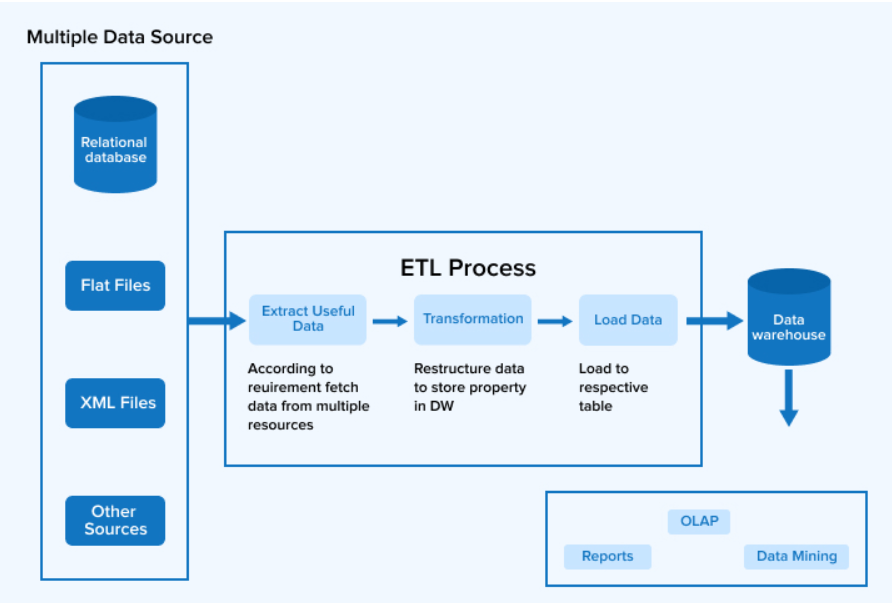 Multiple Data Source
Relational
database
Flat Files
XML Files
Other
Sources
ETL Process
Extract Useful
Data
According to
reuirement fetch
data from multiple
resources
Transformation
Restructure data
to store property
in DW
Load Data
Load to
respective
table
Data
warehouse
OLAP
Reports
Data Mining